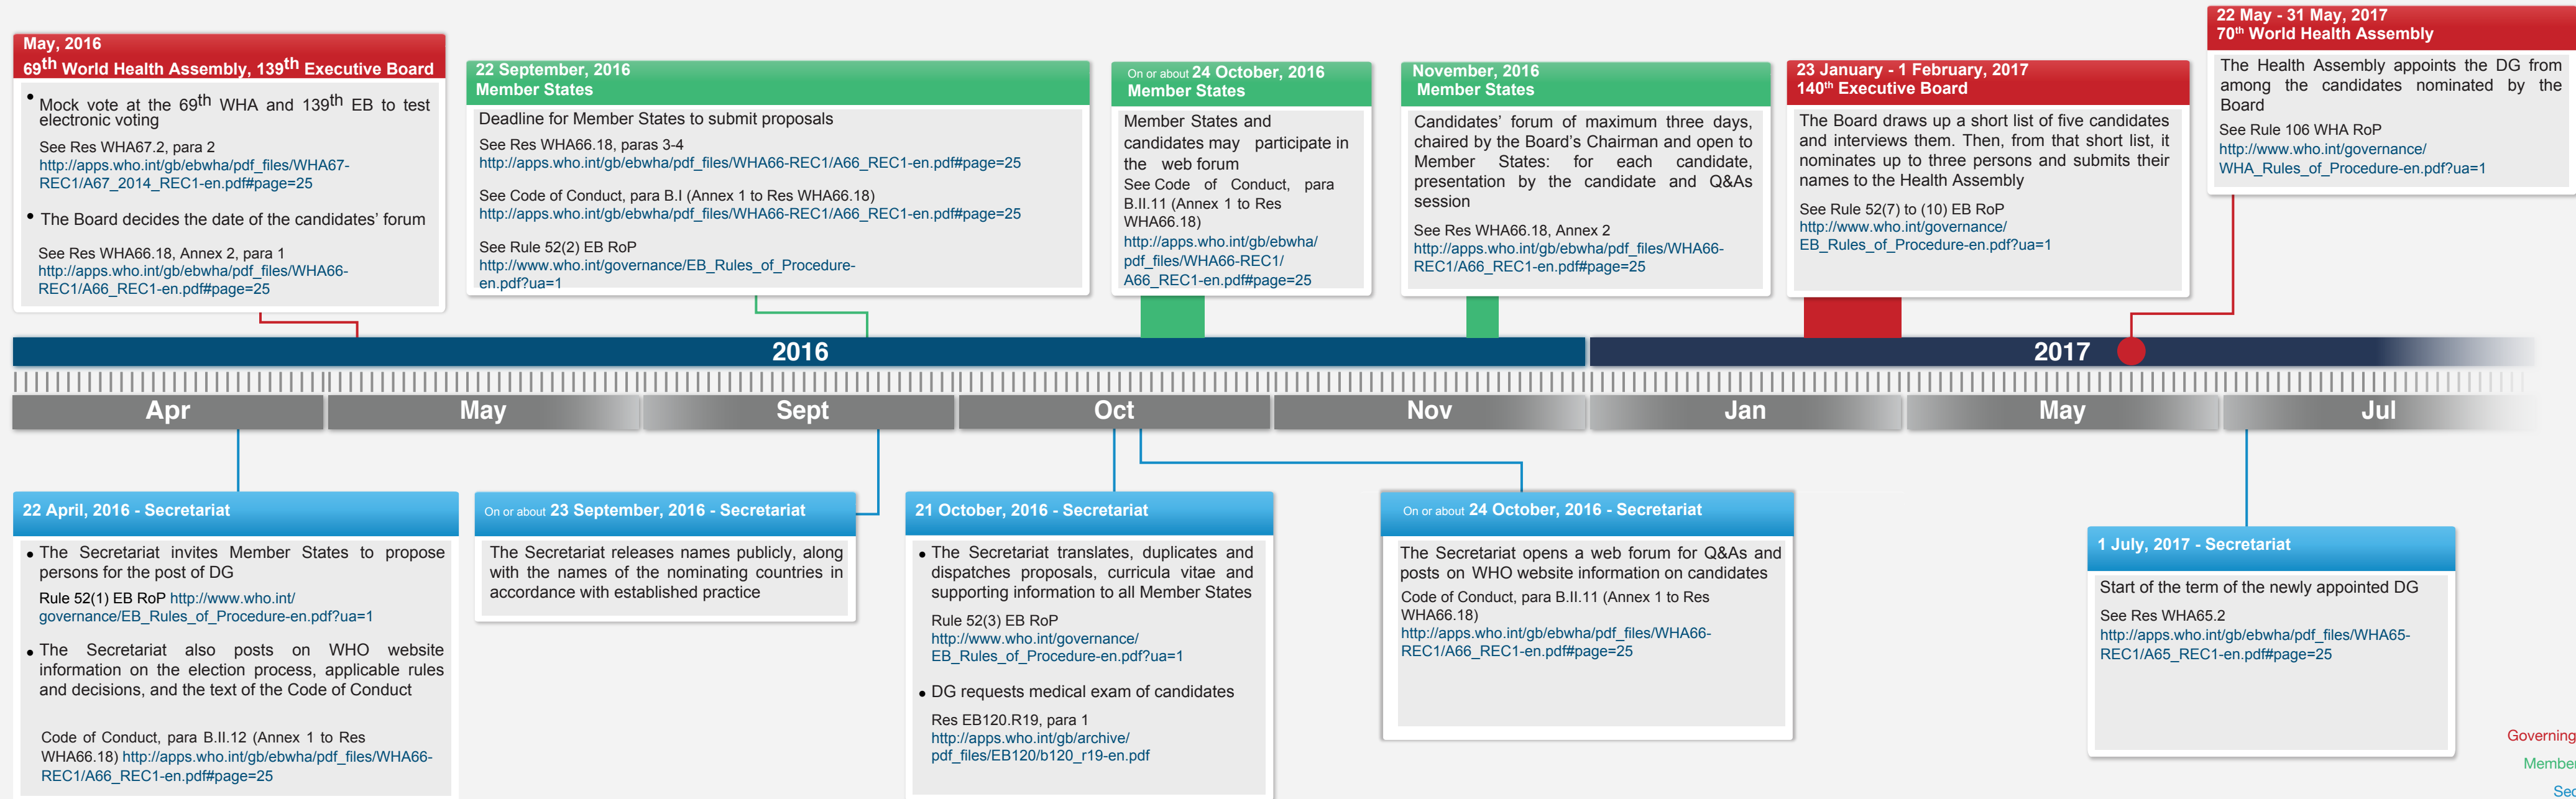 May, 2016
69th World Health Assembly, 139th Executive Board
• Mock vote at the 69th WHA and 139th EB to test
electronic voting
See Res WHA67.2, para 2
http://apps.who.int/gb/ebwha/pdf_files/WHA67-
REC1/A67_2014_REC1-en.pdf#page=25
• The Board decides the date of the candidates' forum
See Res WHA66.18, Annex 2, para 1
http://apps.who.int/gb/ebwha/pdf_files/WHA66-
REC1/A66_REC1-en.pdf#page=25
22 September, 2016
Member States
Deadline for Member States to submit proposals
See Res WHA66.18, paras 3-4
http://apps.who.int/gb/ebwha/pdf_files/WHA66-REC1/A66_REC1-en.pdf#page=25
See Code of Conduct, para B.I (Annex 1 to Res WHA66.18)
http://apps.who.int/gb/ebwha/pdf_files/WHA66-REC1/A66_REC1-en.pdf#page=25
See Rule 52(2) EB RoP
http://www.who.int/governance/EB_Rules_of_Procedure-
en.pdf?ua=1
On or about 24 October, 2016
Member States
Member States and
candidates may participate in
the web forum
See Code of Conduct, para
B.II.11 (Annex 1 to Res
WHA66.18)
http://apps.who.int/gb/ebwha/
pdf_files/WHA66-REC1/
A66_REC1-en.pdf#page=25
November, 2016
Member States
Candidates' forum of maximum three days,
chaired by the Board's Chairman and open to
Member States: for each candidate,
presentation by the candidate and Q&As
session
See Res WHA66.18, Annex 2
http://apps.who.int/gb/ebwha/pdf_files/WHA66-
REC1/A66_REC1-en.pdf#page=25
23 January - 1 February, 2017
140th Executive Board
The Board draws up a short list of five candidates
and interviews them. Then, from that short list, it
nominates up to three persons and submits their
names to the Health Assembly
See Rule 52(7) to (10) EB RoP
http://www.who.int/governance/
EB_Rules_of_Procedure-en.pdf?ua=1
22 May - 31 May, 2017
70th World Health Assembly
The Health Assembly appoints the DG from
among the candidates nominated by the
Board
See Rule 106 WHA RoP
http://www.who.int/governance/
WHA_Rules_of_Procedure-en.pdf?ua=1
2016
2017
Apr
May
Sept
Oct
Nov
Jan
May
Jul
22 April, 2016 - Secretariat
• The Secretariat invites Member States to propose
persons for the post of DG
Rule 52(1) EB RoP http://www.who.int/
governance/EB_Rules_of_Procedure-en.pdf?ua=1
• The Secretariat also posts on WHO website
information on the election process, applicable rules
and decisions, and the text of the Code of Conduct
Code of Conduct, para B.II.12 (Annex 1 to Res
WHA66.18) http://apps.who.int/gb/ebwha/pdf_files/WHA66-
REC1/A66_REC1-en.pdf#page=25
On or about 23 September, 2016 - Secretariat
The Secretariat releases names publicly, along
with the names of the nominating countries in
accordance with established practice
21 October, 2016 - Secretariat
• The Secretariat translates, duplicates and
dispatches proposals, curricula vitae and
supporting information to all Member States
Rule 52(3) EB RoP
http://www.who.int/governance/
EB_Rules_of_Procedure-en.pdf?ua=1
• DG requests medical exam of candidates
Res EB120.R19, para 1
http://apps.who.int/gb/archive/
pdf_files/EB120/b120_r19-en.pdf
On or about 24 October, 2016 - Secretariat
The Secretariat opens a web forum for Q&As and
posts on WHO website information on candidates
Code of Conduct, para B.II.11 (Annex 1 to Res
WHA66.18)
http://apps.who.int/gb/ebwha/pdf_files/WHA66-
REC1/A66_REC1-en.pdf#page=25
1 July, 2017 - Secretariat
Start of the term of the newly appointed DG
See Res WHA65.2
http://apps.who.int/gb/ebwha/pdf_files/WHA65-
REC1/A65_REC1-en.pdf#page=25
Governing
Member